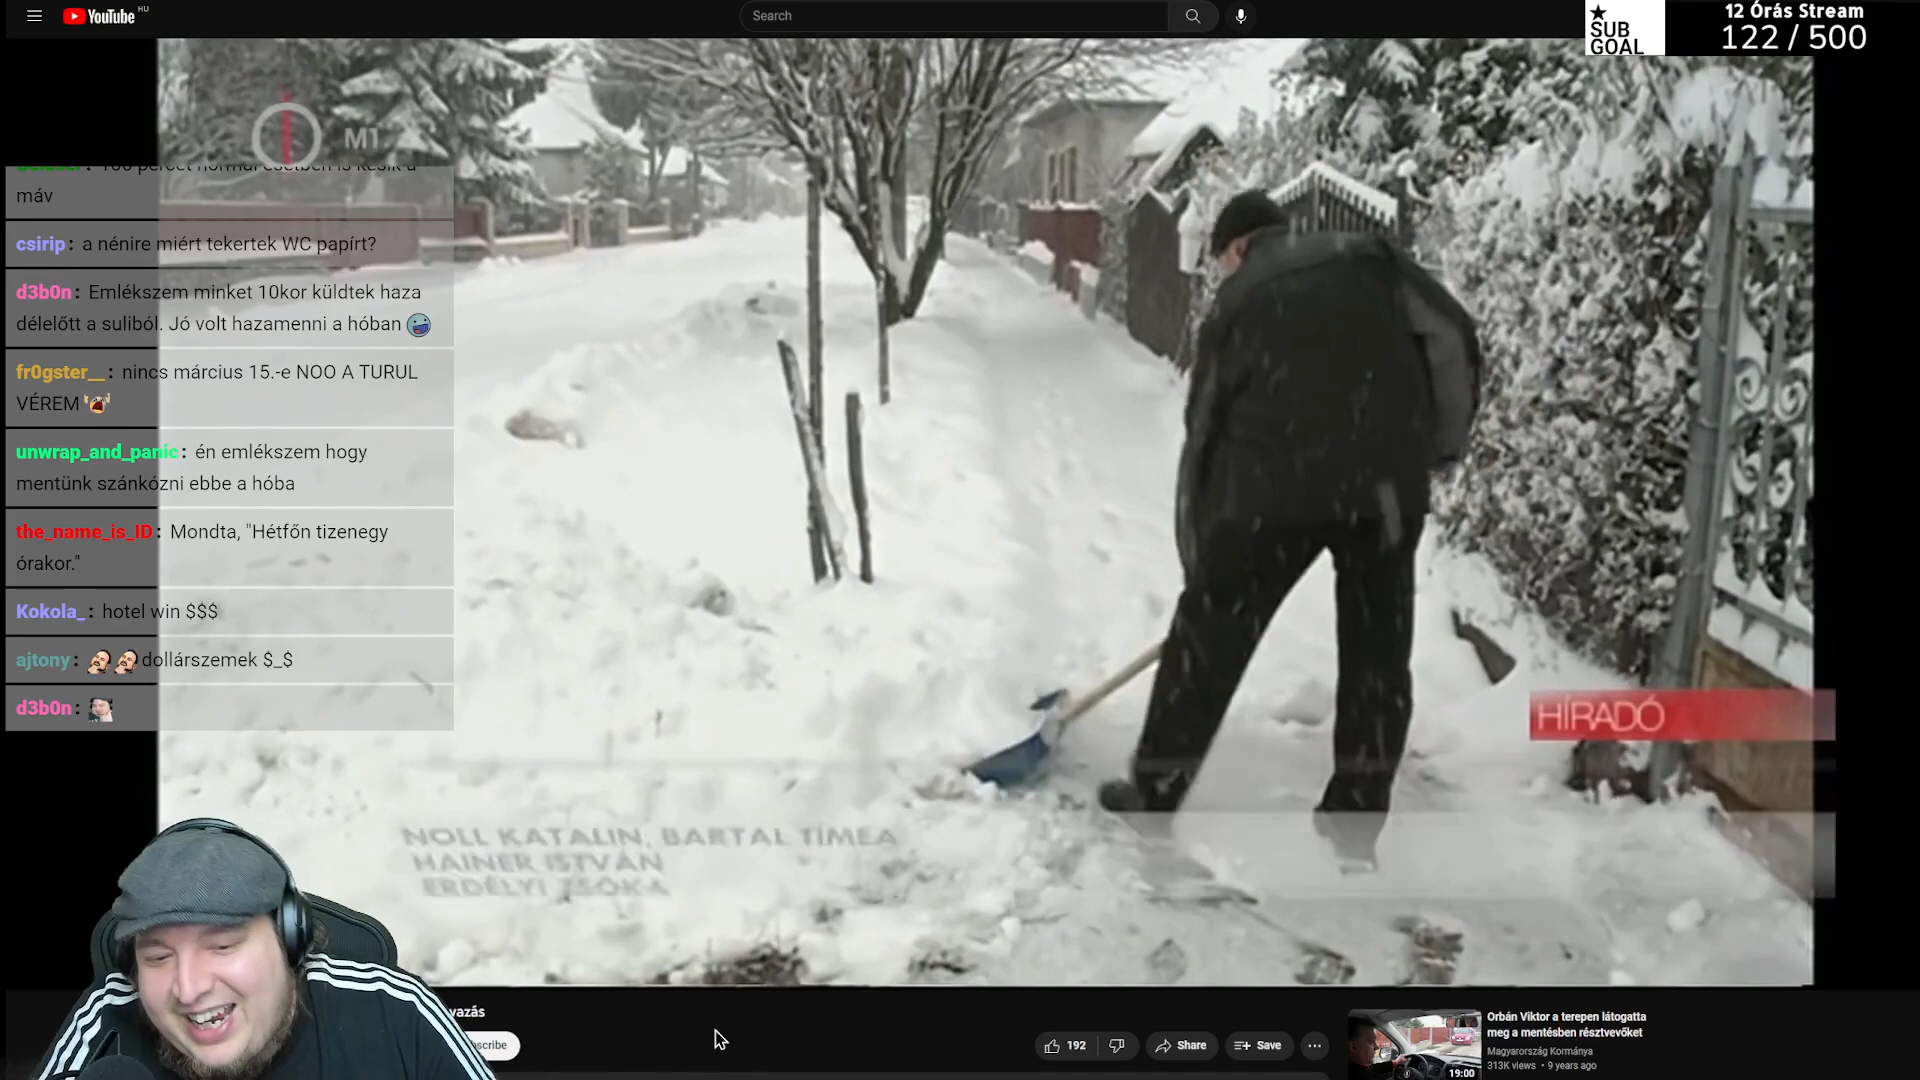 YouTube HU
Search
SUB
GOAL
12 Órás Stream
122 / 500
M1
máv
csirip: a nénire miért tekertek WC papírt?
d3b0n: Emlékszem minket 10kor küldtek haza
délelőtt a suliból. Jó volt hazamenni a hóban
fr0gster__: nincs március 15.-e NOO A TURUL
VÉREM
unwrap_and_panic: én emlékszem hogy
mentünk szánkózni ebbe a hóba
the_name_is_ID: Mondta, "Hétfőn tizenegy
órakor."
Kokola_: hotel win $$$
ajtony: dollárszemek $_$
d3b0n:
HÍRADÓ
NOLL KATALIN, BARTAL TÍMEA
HAINER ISTVÁN
ERDÉLYI ZSÓKA
192
Share
Save
Orbán Viktor a terepen látogatta
meg a mentésben résztvevőket
Magyarország Kormánya
313K views • 9 years ago
19:00